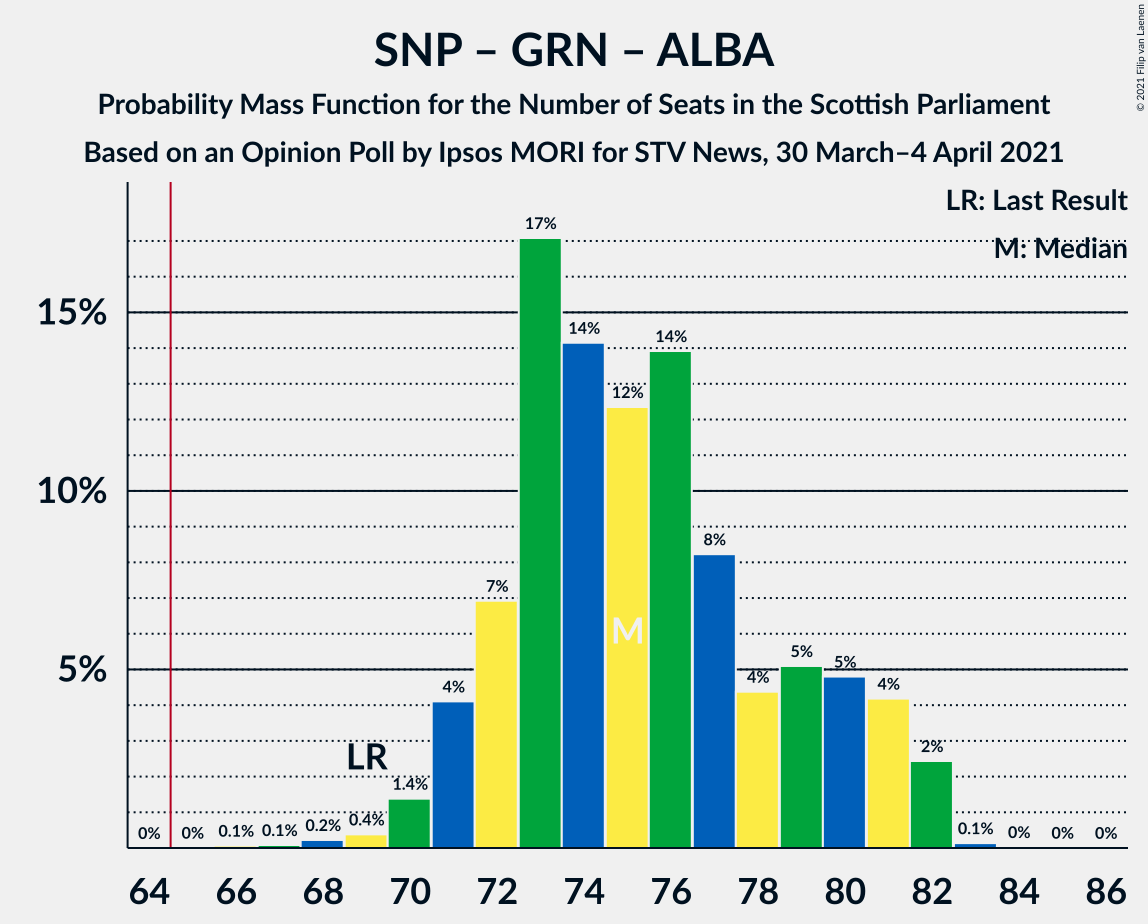 SNP – GRN – ALBA
Probability Mass Function for the Number of Seats in the Scottish Parliament
Based on an Opinion Poll by Ipsos MORI for STV News, 30 March–4 April 2021
© 2021 Filip van Laenen
LR: Last Result
M: Median
15%
10%
5%
0%
0%
0.1%
0.1%
0.2%
0.4%
1.4%
4%
7%
17%
14%
12%
14%
8%
4%
5%
5%
4%
2%
0.1%
0%
0%
0%
LR
M
64 66 68 70 72 74 76 78 80 82 84 86